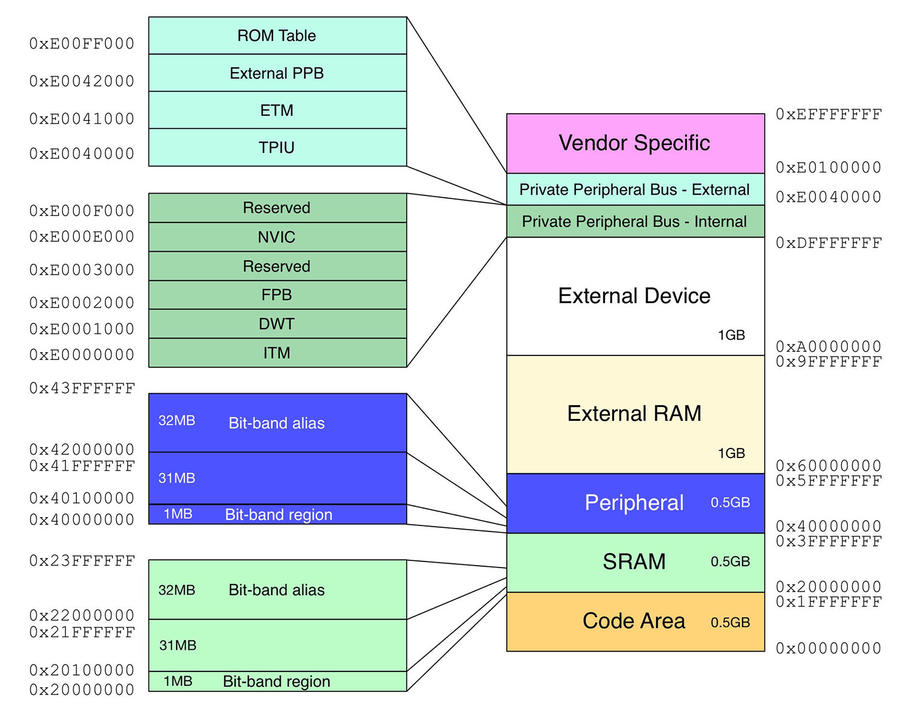 0xE00FF000
ROM Table
0xE0042000
External PPB
0xE0041000
ETM
0xE0040000
TPIU
0xE000F000
Reserved
0xE000E000
NVIC
0xE0003000
Reserved
0xE0002000
FPB
0xE0001000
DWT
0xE0000000
ITM
0x43FFFFFF
32MB Bit-band alias
0x42000000
0x41FFFFFF
31MB
0x40100000
0x40000000
1MB Bit-band region
0x23FFFFFF
32MB Bit-band alias
0x22000000
0x21FFFFFF
31MB
0x20100000
0x20000000
1MB Bit-band region
0xEFFFFFFF
Vendor Specific
0xE0100000
Private Peripheral Bus - External
0xE0040000
Private Peripheral Bus - Internal
0xDFFFFFFF
External Device
1GB
0xA0000000
0x9FFFFFFF
External RAM
1GB
0x60000000
0x5FFFFFFF
Peripheral 0.5GB
0x40000000
0x3FFFFFFF
SRAM 0.5GB
0x20000000
0x1FFFFFFF
Code Area 0.5GB
0x00000000